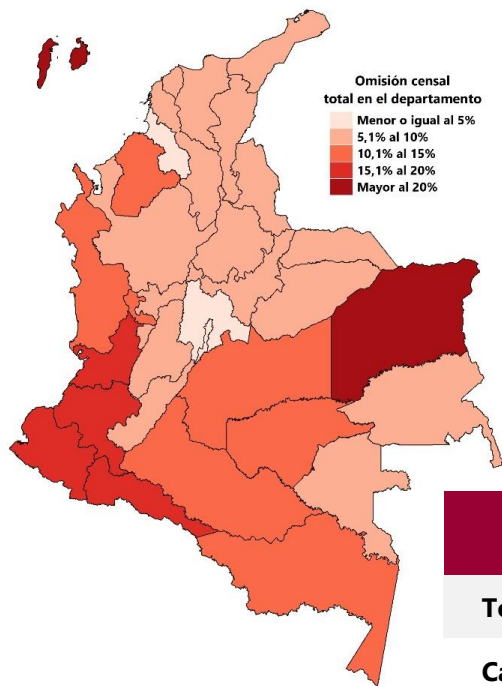 Omisión censal
total en el departamento
Menor o igual al 5%
5,1% al 10%
10,1% al 15%
15,1% al 20%
Mayor al 20%